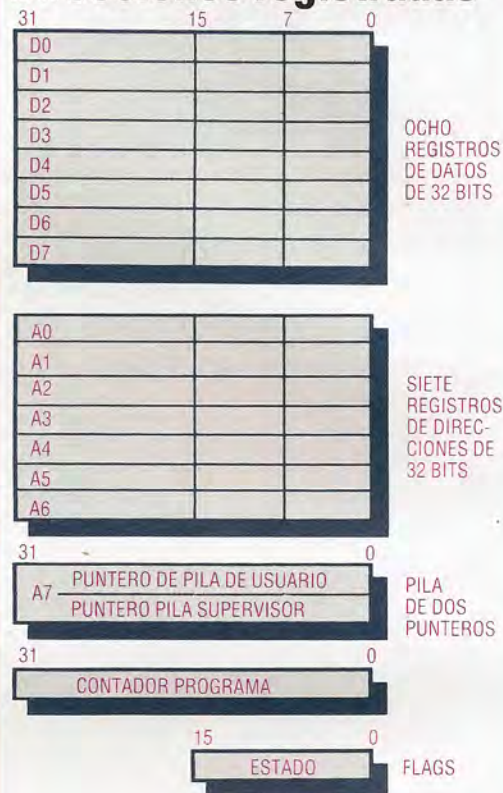 31 15 7 0
D0
D1
D2
D3
D4
D5
D6
D7
OCHO
REGISTROS
DE DATOS
DE 32 BITS
A0
A1
A2
A3
A4
A5
A6
SIETE
REGISTROS
DE DIREC-
CIONES DE
32 BITS
31 0
A7 PUNTERO DE PILA DE USUARIO
PUNTERO PILA SUPERVISOR
PILA
DE DOS
PUNTEROS
31 0
CONTADOR PROGRAMA
15 0
ESTADO FLAGS